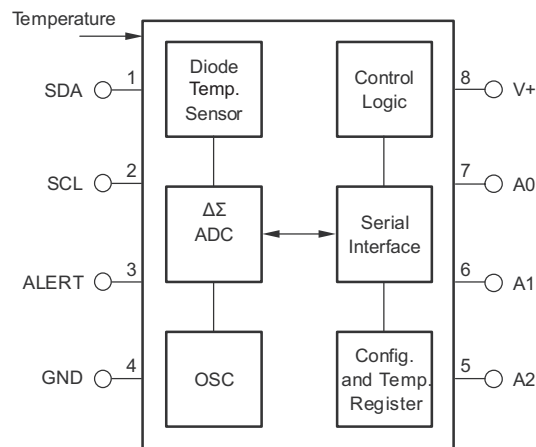 Temperature
1
SDA
2
SCL
3
ALERT
4
GND
Diode
Temp.
Sensor
ΔΣ
ADC
OSC
Control
Logic
Serial
Interface
Config.
and Temp.
Register
8
V+
7
A0
6
A1
5
A2